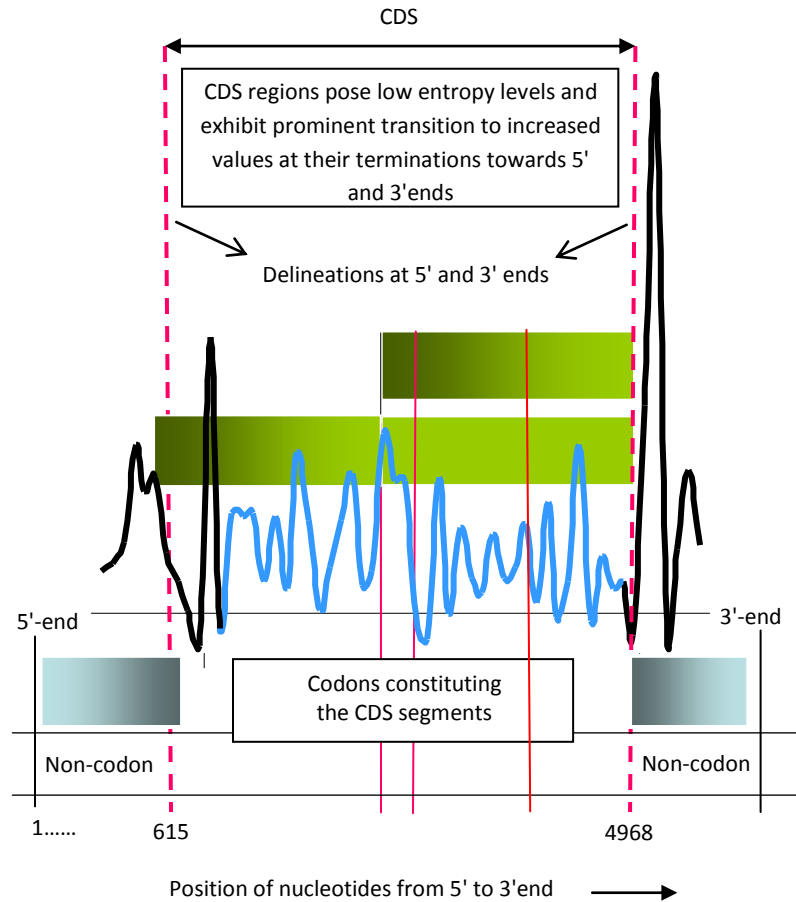 CDS
CDS regions pose low entropy levels and
exhibit prominent transition to increased
values at their terminations towards 5'
and 3'ends
Delineations at 5' and 3' ends
5'-end
3'-end
Codons constituting
the CDS segments
Non-codon
Non-codon
1......
615
4968
Position of nucleotides from 5' to 3'end